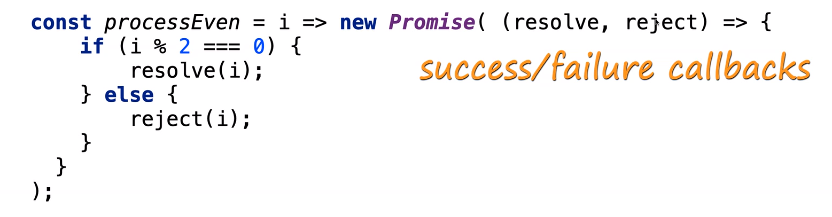 const processEven = i => new Promise( (resolve, reject) => {
    if (i % 2 === 0) {
        resolve(i);
success/failure callbacks
    } else {
        reject(i);
    }
  }
);